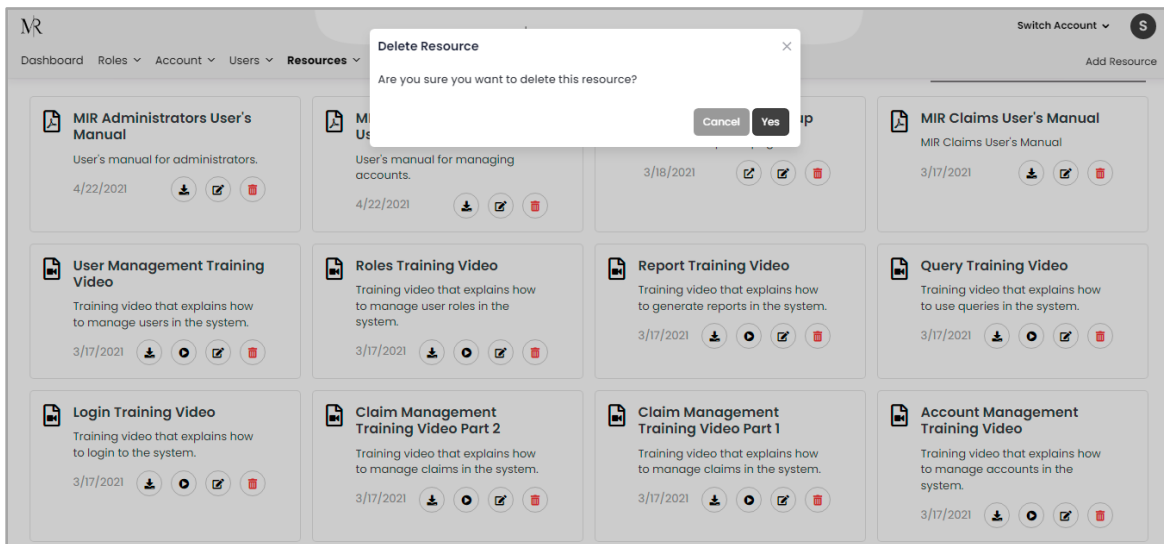 MR
Switch Account
S
Dashboard Roles Account Users Resources
Add Resource
Delete Resource
Are you sure you want to delete this resource?
Cancel Yes
MIR Administrators User's
Manual
User's manual for administrators.
4/22/2021
User's manual for managing
accounts.
4/22/2021
3/18/2021
MIR Claims User's Manual
MIR Claims User's Manual
3/17/2021
User Management Training
Video
Training video that explains how
to manage users in the system.
3/17/2021
Roles Training Video
Training video that explains how
to manage user roles in the
system.
3/17/2021
Report Training Video
Training video that explains how
to generate reports in the system.
3/17/2021
Query Training Video
Training video that explains how
to use queries in the system.
3/17/2021
Login Training Video
Training video that explains how
to login to the system.
3/17/2021
Claim Management
Training Video Part 2
Training video that explains how
to manage claims in the system.
3/17/2021
Claim Management
Training Video Part 1
Training video that explains how
to manage claims in the system.
3/17/2021
Account Management
Training Video
Training video that explains how
to manage accounts in the
system.
3/17/2021